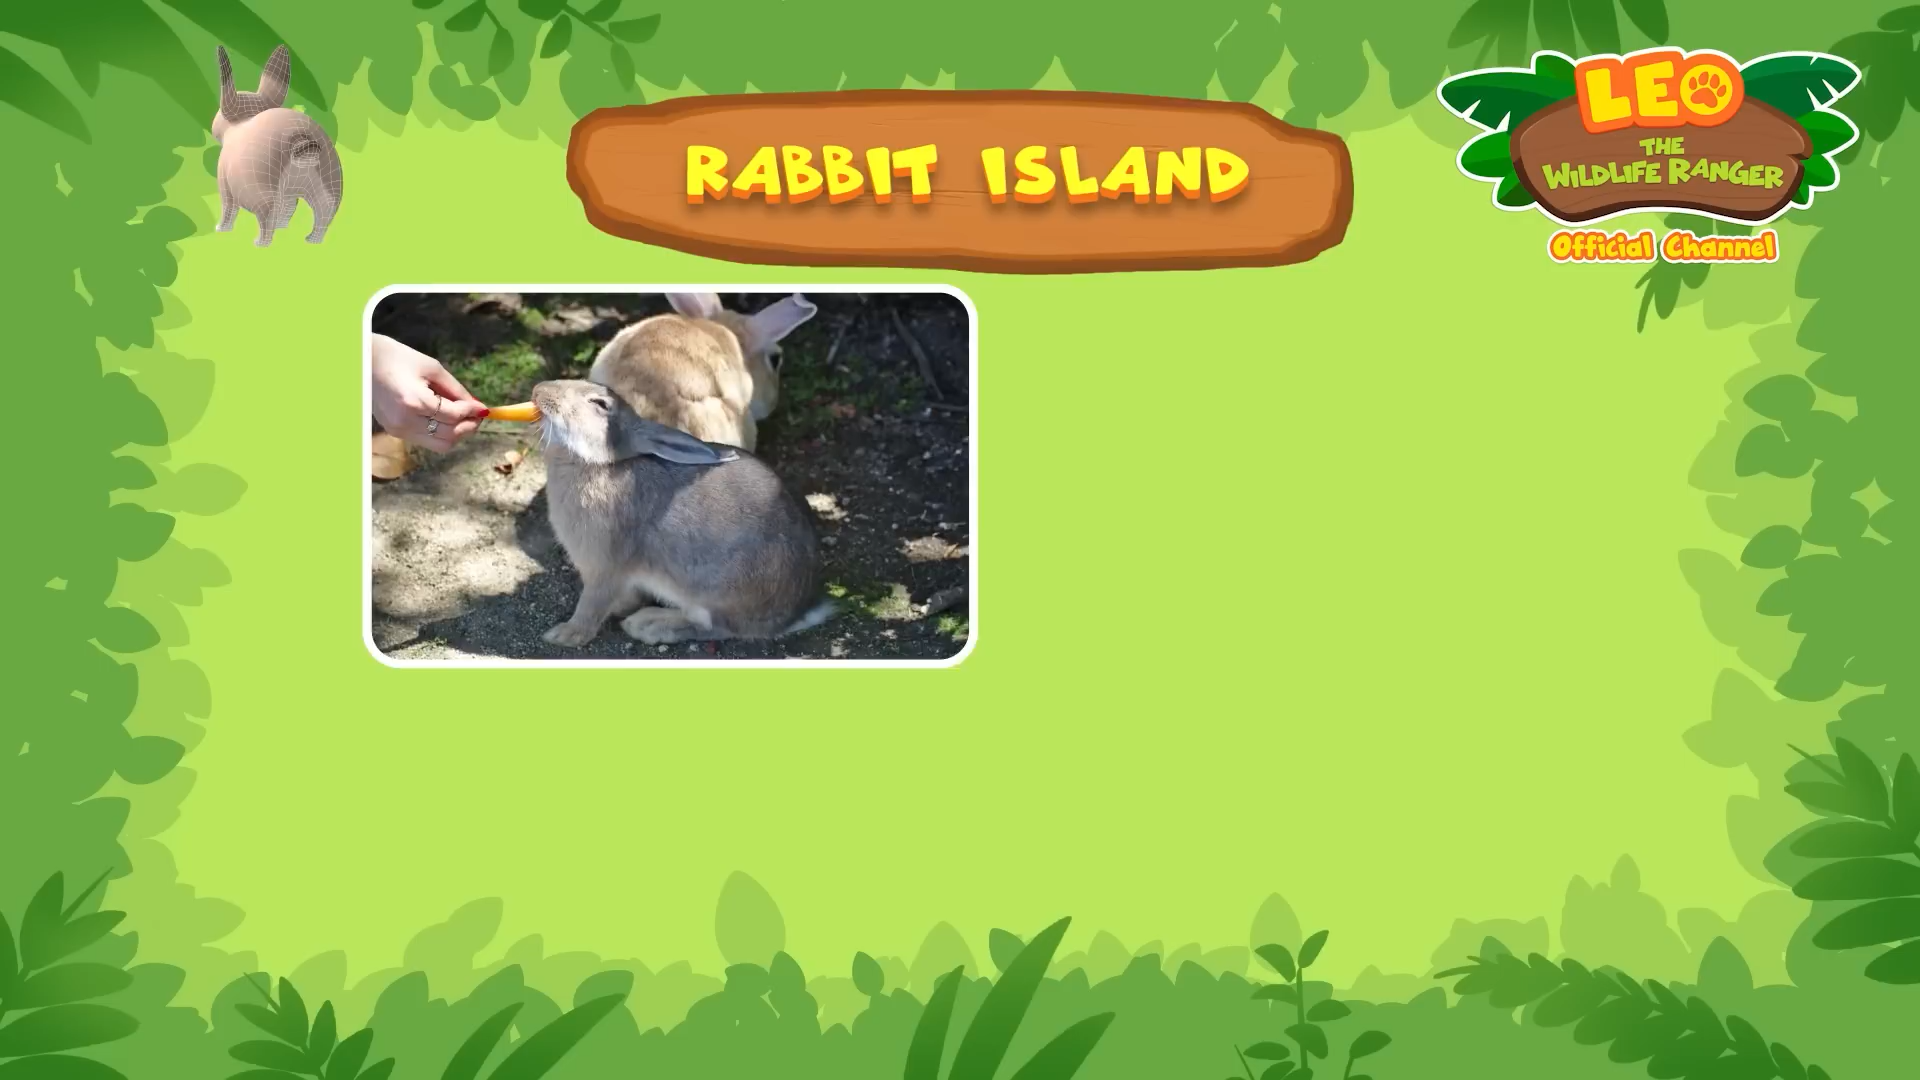 RABBIT ISLAND
LEO
THE
WILDLIFE RANGER
Official Channel